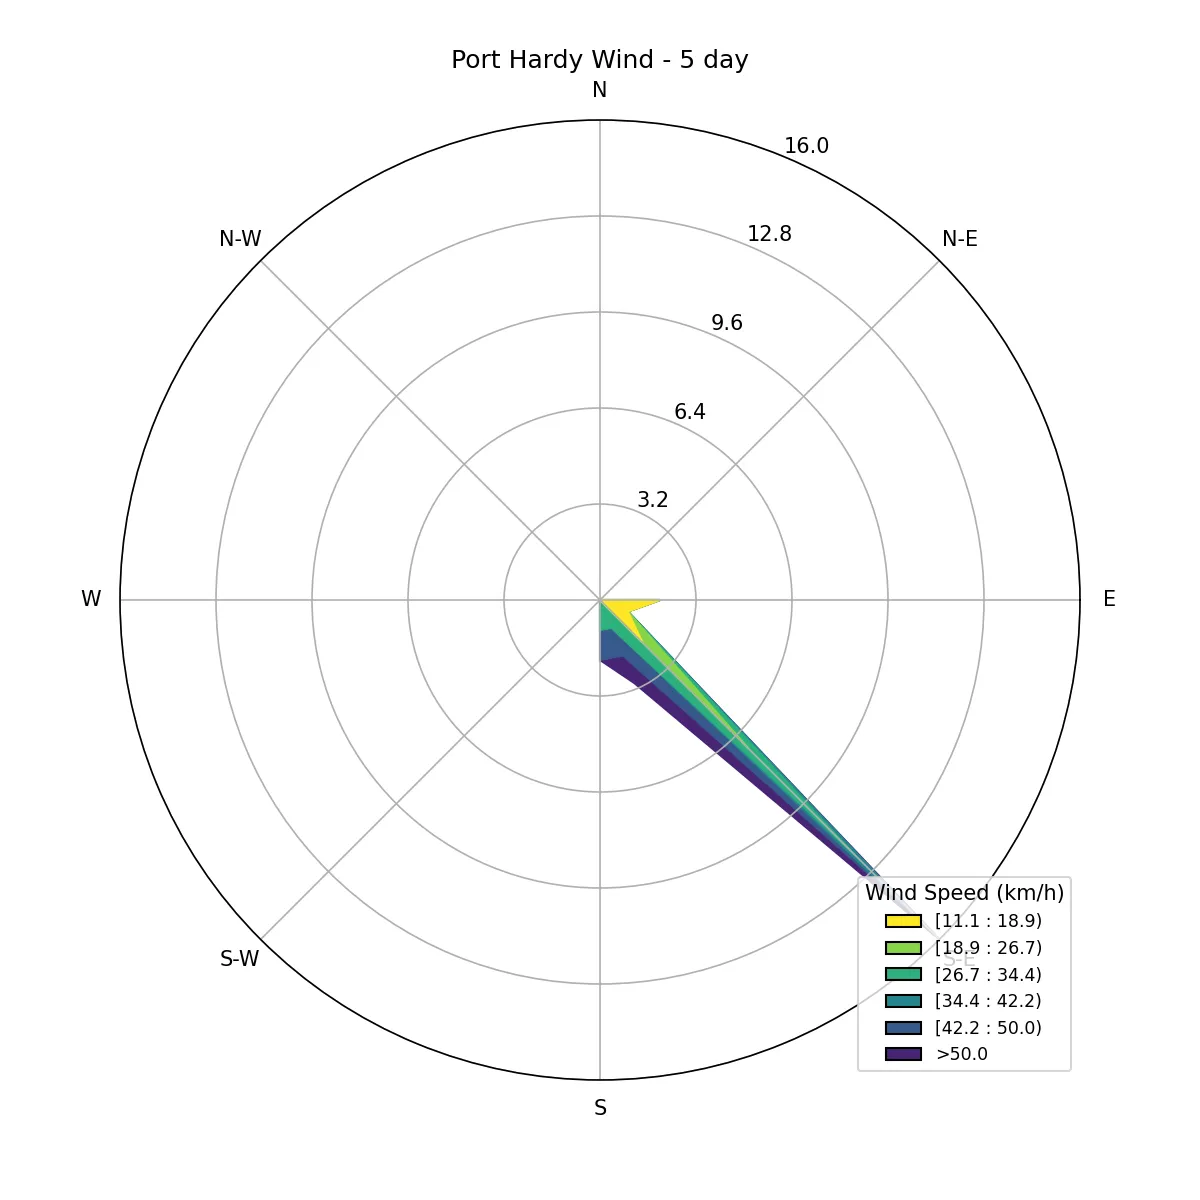 Port Hardy Wind - 5 day
N
16.0
12.8
N-W
N-E
9.6
6.4
3.2
W
E
Wind Speed (km/h)
[11.1 : 18.9)
[18.9 : 26.7)
S-W
S-E
[26.7 : 34.4)
[34.4 : 42.2)
[42.2 : 50.0)
>50.0
S